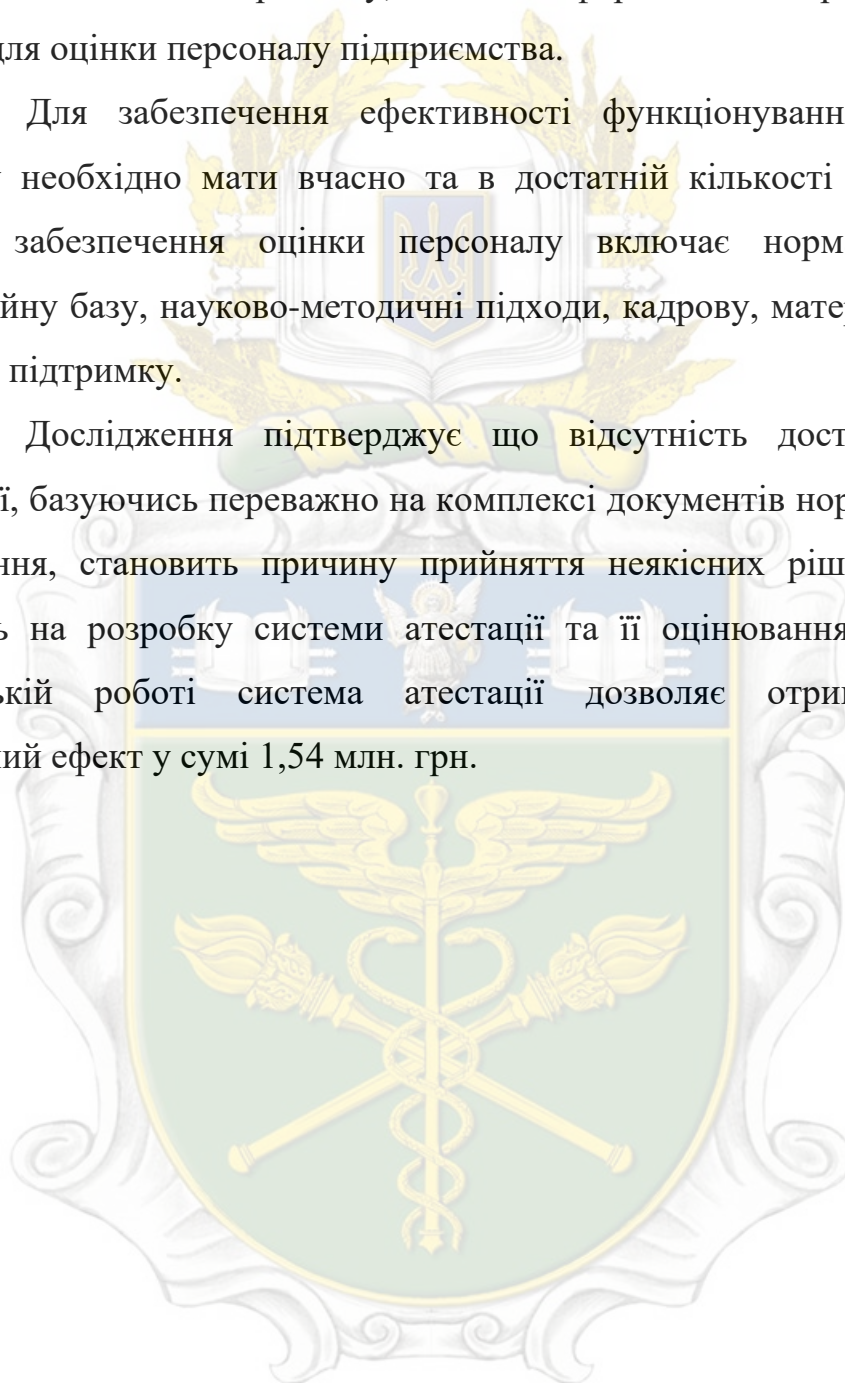 для оцінки персоналу підприємства.
Для забезпечення ефективності функціонуванн
необхідно мати вчасно та в достатній кількості
забезпечення оцінки персоналу включає норм
йну базу, науково-методичні підходи, кадрову, матер
підтримку.
Дослідження підтверджує що відсутність дост
ї, базуючись переважно на комплексі документів нор
ння, становить причину прийняття неякісних ріш
ь на розробку системи атестації та її оцінювання
ькій роботі система атестації дозволяє отри
ий ефект у сумі 1,54 млн. грн.